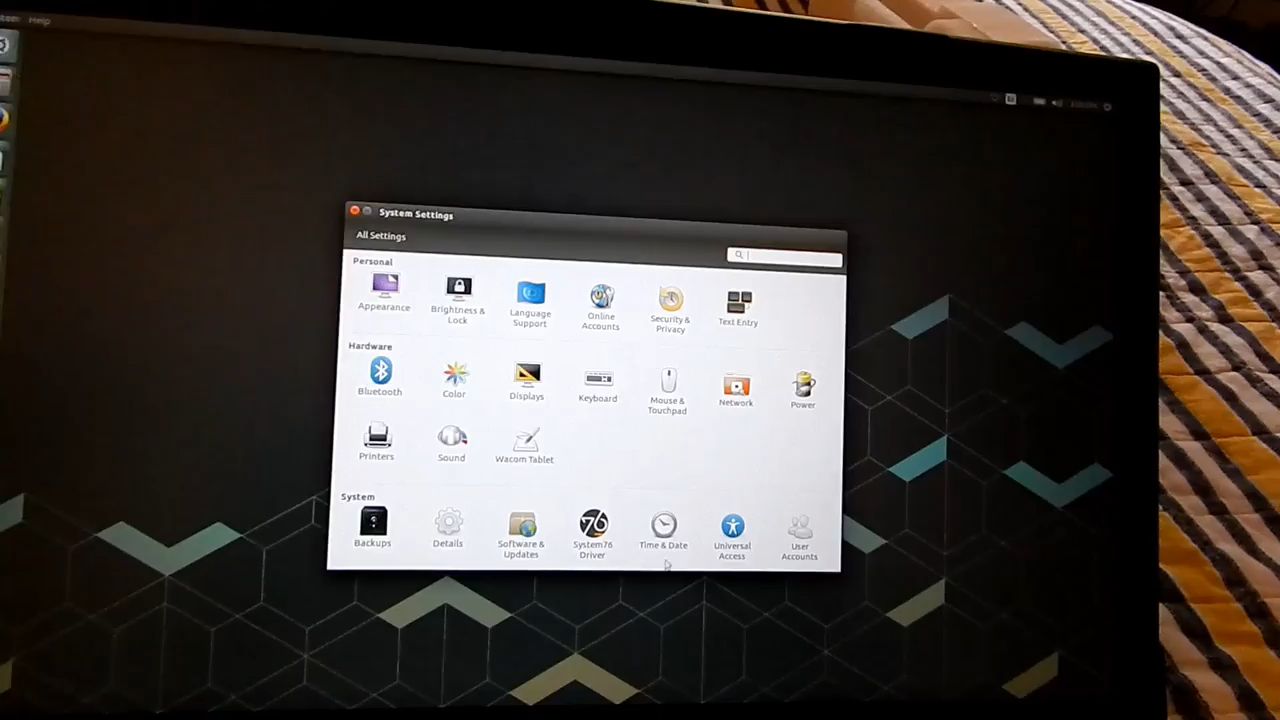 Help
System Settings
All Settings
Personal
Appearance
Brightness &
Lock
Language
Support
Online
Accounts
Security &
Privacy
Text Entry
Hardware
Bluetooth
Color
Displays
Keyboard
Mouse &
Touchpad
Network
Power
Printers
Sound
Wacom Tablet
System
Backups
Details
Software &
Updates
76
System76
Driver
Time & Date
Universal
Access
User
Accounts